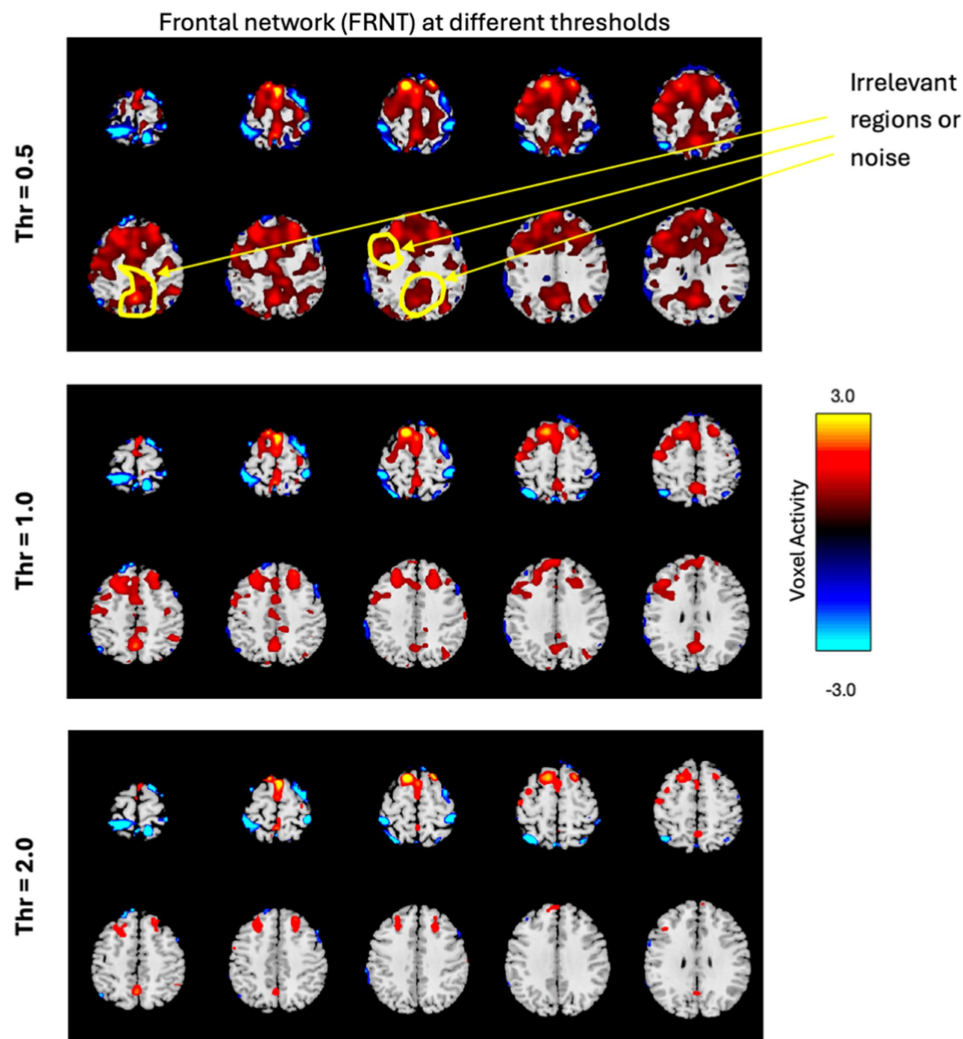 Frontal network (FRNT) at different thresholds
Irrelevant
regions or
noise
Thr = 0.5
Thr = 1.0
3.0
Voxel Activity
-3.0
Thr = 2.0